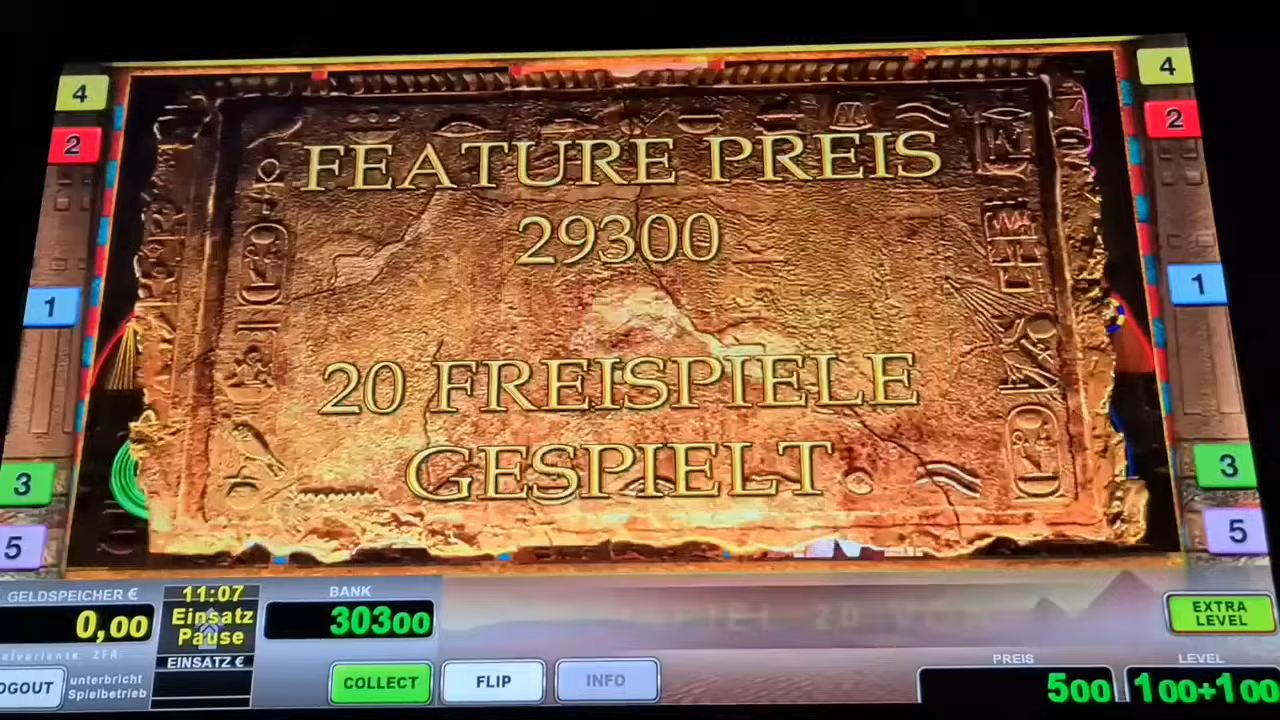 4
4
2
2
FEATURE PREIS
29300
1
1
20 FREISPIELE
GESPIELT
3
3
5
5
GELDSPEICHER €
11:07
BANK
0,00
Einsatz
Pause
30300
EXTRA
LEVEL
EINSATZ €
PREIS
LEVEL
OGOUT
unterbricht
Spielbetrieb
COLLECT
FLIP
INFO
500
100+100